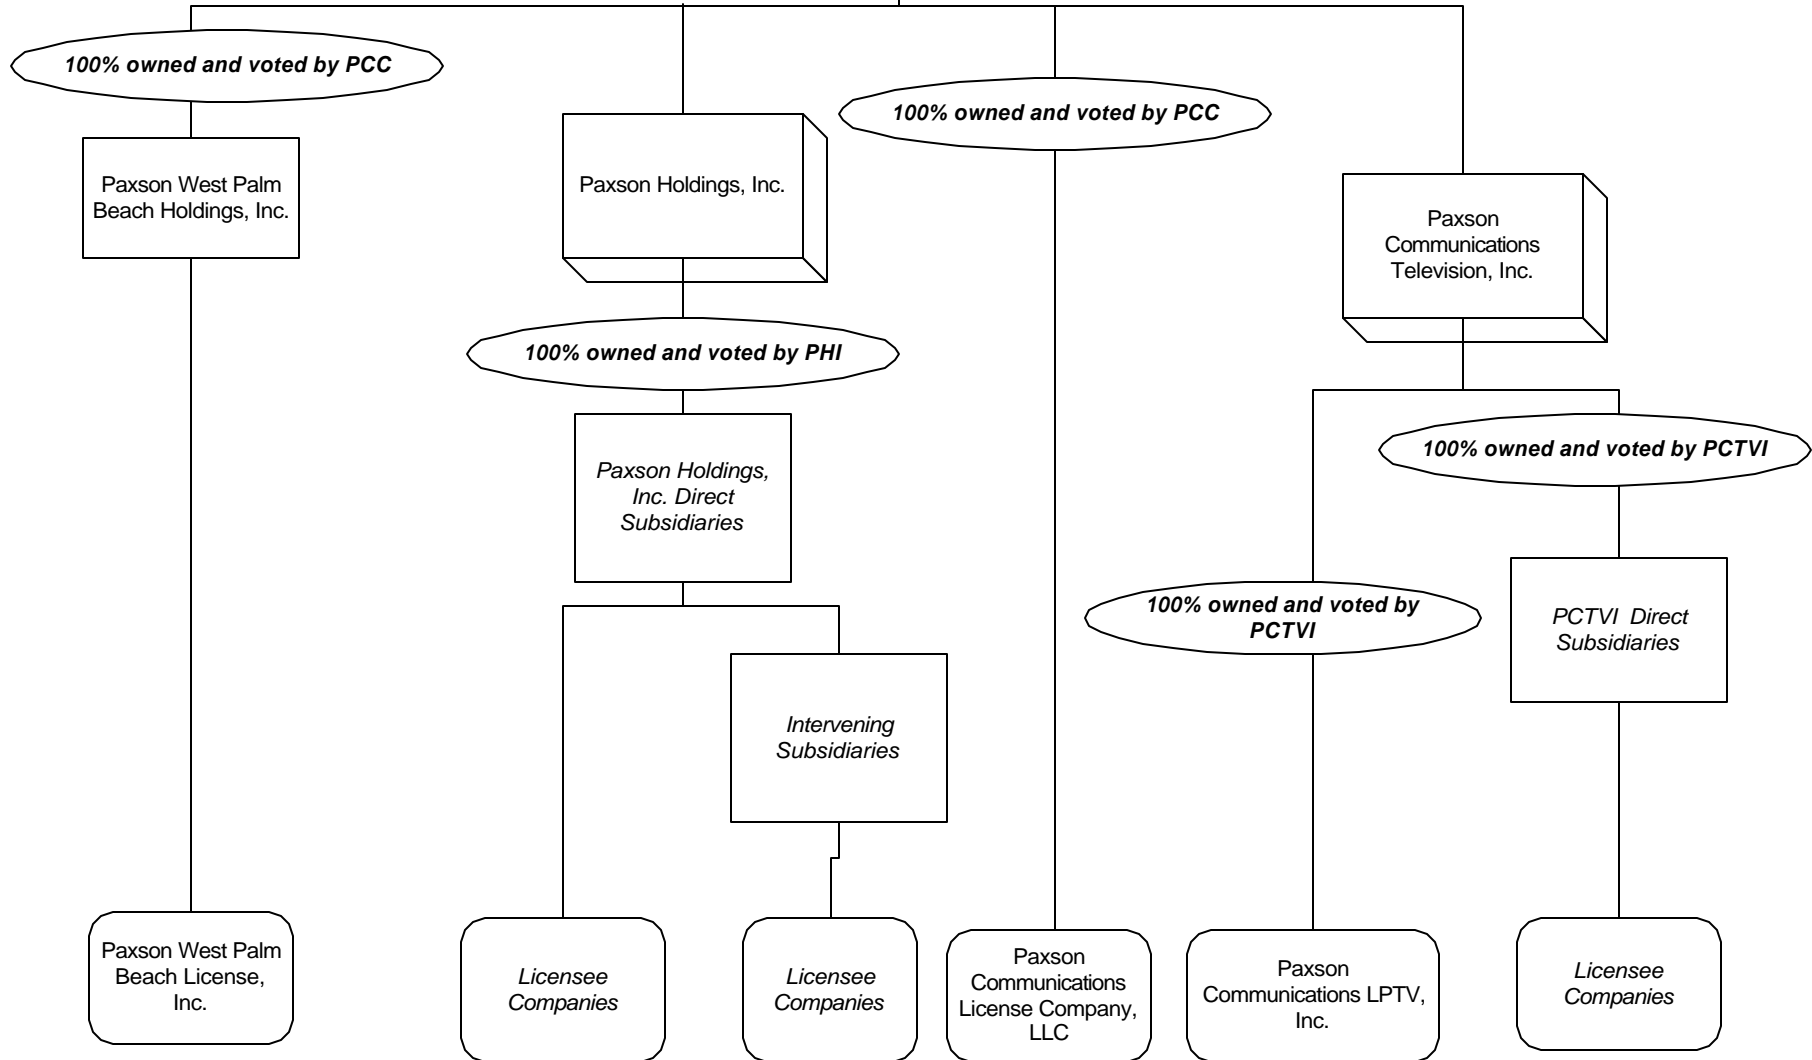 100% owned and voted by PCC
100% owned and voted by PCC
Paxson West Palm
Beach Holdings, Inc.
Paxson Holdings, Inc.
Paxson
Communications
Television, Inc.
100% owned and voted by PHI
100% owned and voted by PCTVI
Paxson Holdings,
Inc. Direct
Subsidiaries
100% owned and voted by
PCTVI
PCTVI Direct
Subsidiaries
Intervening
Subsidiaries
Paxson West Palm
Beach License,
Inc.
Licensee
Companies
Licensee
Companies
Paxson
Communications
License Company,
LLC
Paxson
Communications LPTV,
Inc.
Licensee
Companies